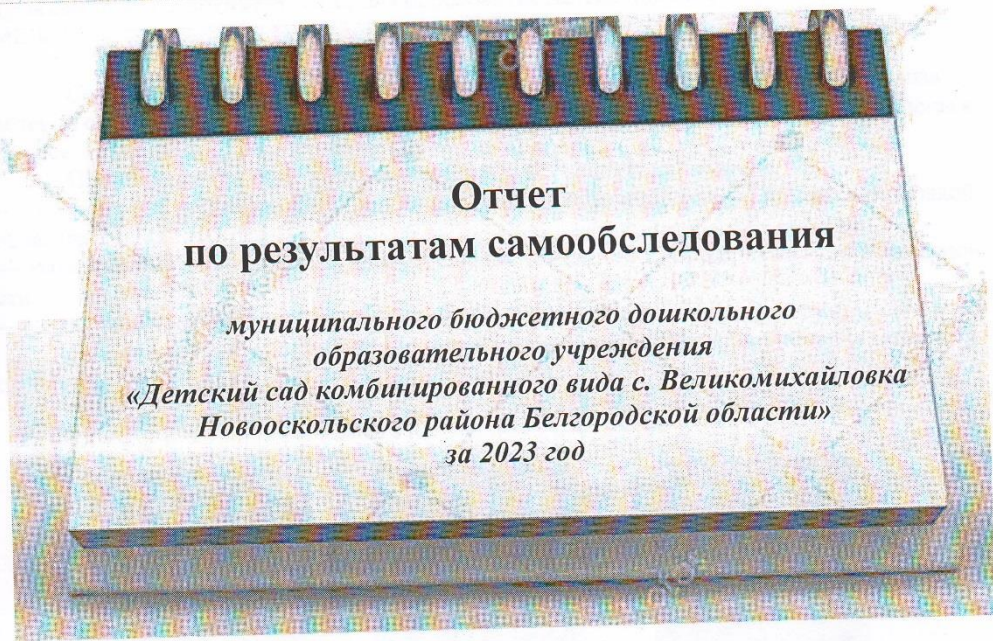 Отчет
по результатам самообследования
муниципального бюджетного дошкольного
образовательного учреждения
«Детский сад комбинированного вида с. Великомихайловка
Новооскольского района Белгородской области»
за 2023 год